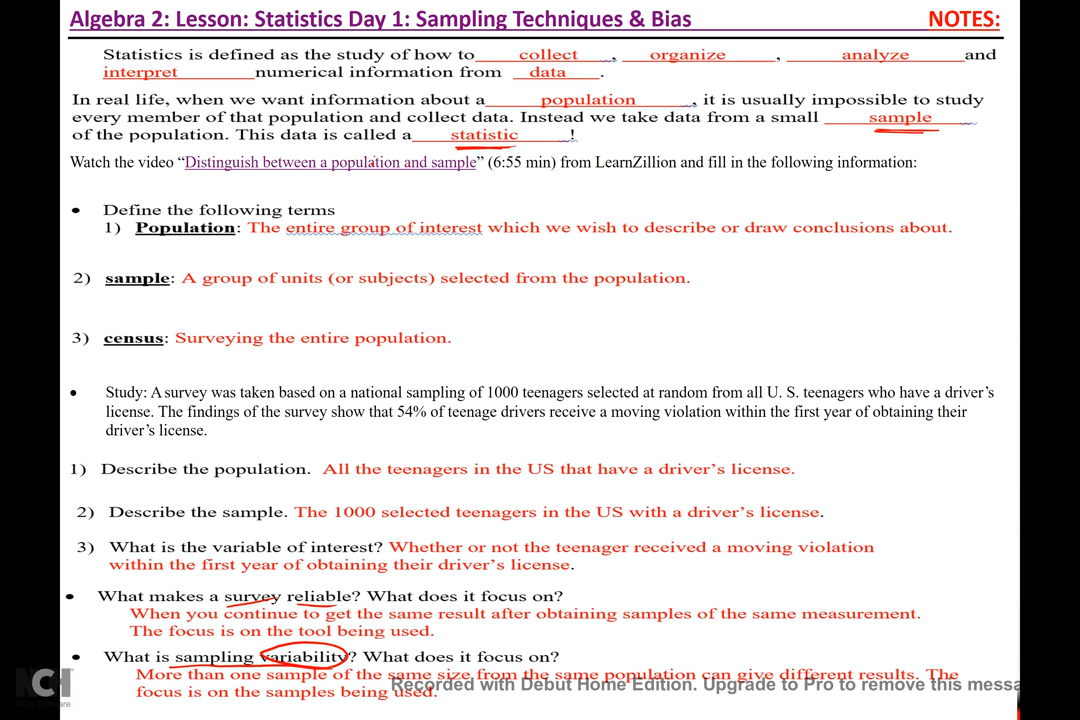 Algebra 2: Lesson: Statistics Day 1: Sampling Techniques & Bias NOTES:
Statistics is defined as the study of how to collect, organize, analyze and
interpret numerical information from data.
In real life, when we want information about a population, it is usually impossible to study
every member of that population and collect data. Instead we take data from a small sample
of the population. This data is called a statistic!
Watch the video “Distinguish between a population and sample” (6:55 min) from LearnZillion and fill in the following information:
• Define the following terms
1) Population: The entire group of interest which we wish to describe or draw conclusions about.
2) sample: A group of units (or subjects) selected from the population.
3) census: Surveying the entire population.
• Study: A survey was taken based on a national sampling of 1000 teenagers selected at random from all U. S. teenagers who have a driver’s
license. The findings of the survey show that 54% of teenage drivers receive a moving violation within the first year of obtaining their
driver’s license.
1) Describe the population. All the teenagers in the US that have a driver’s license.
2) Describe the sample. The 1000 selected teenagers in the US with a driver’s license.
3) What is the variable of interest? Whether or not the teenager received a moving violation
within the first year of obtaining their driver’s license.
• What makes a survey reliable? What does it focus on?
When you continue to get the same result after obtaining samples of the same measurement.
The focus is on the tool being used.
• What is sampling variability? What does it focus on?
More than one sample of the same size from the same population can give different results. The
focus is on the samples being used.
Recorded with Debut Home Edition. Upgrade to Pro to remove this messa
NCH
NCH Software